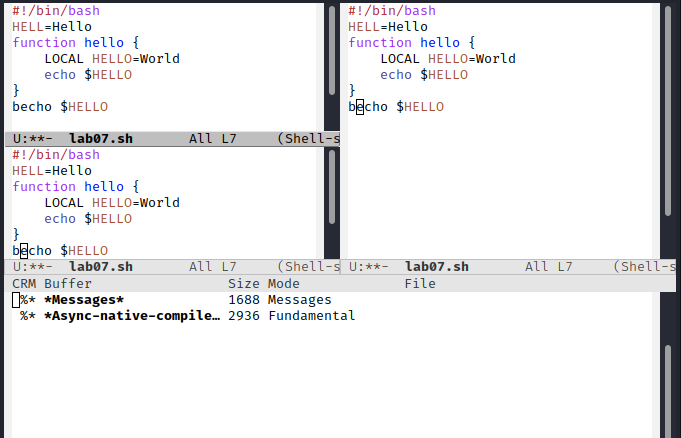 #!/bin/bash
HELL=Hello
function hello {
    LOCAL HELLO=World
    echo $HELLO
}
becho $HELLO
U:**-  lab07.sh       All L7     (Shell-s
#!/bin/bash
HELL=Hello
function hello {
    LOCAL HELLO=World
    echo $HELLO
}
becho $HELLO
U:**-  lab07.sh       All L7     (Shell-s
#!/bin/bash
HELL=Hello
function hello {
    LOCAL HELLO=World
    echo $HELLO
}
becho $HELLO
U:**-  lab07.sh       All L7     (Shell-s
CRM Buffer                 Size Mode             File
 %* *Messages*             1688 Messages
 %* *Async-native-compile… 2936 Fundamental